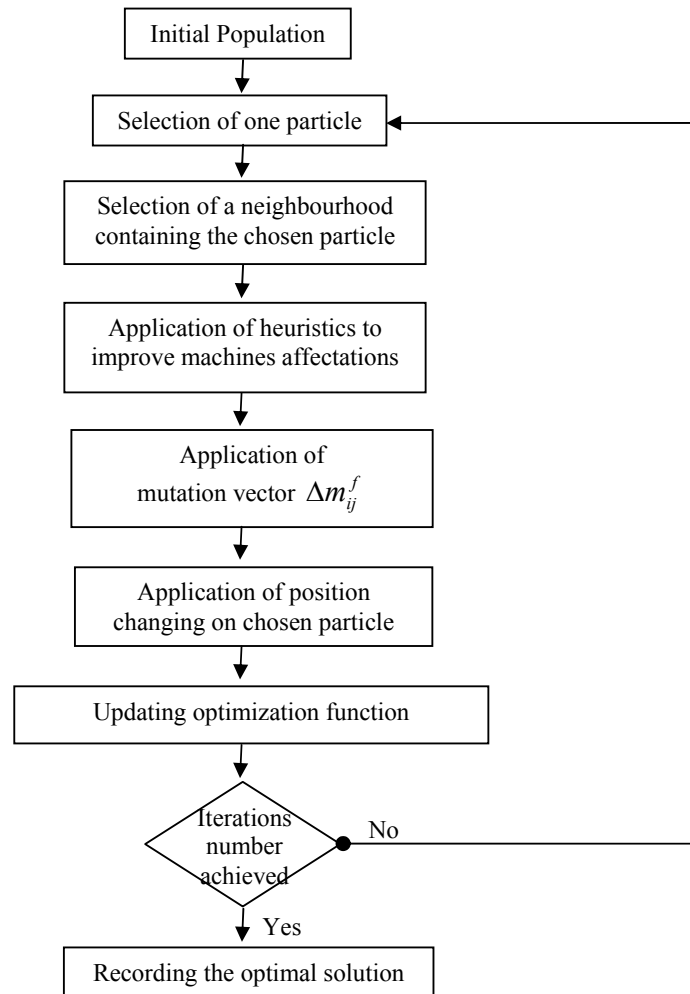 Initial Population
Selection of one particle
Selection of a neighbourhood
containing the chosen particle
Application of heuristics to
improve machines affectations
Application of
mutation vector Δm_{ij}^{f}
Application of position
changing on chosen particle
Updating optimization function
Iterations
number
achieved
No
Yes
Recording the optimal solution